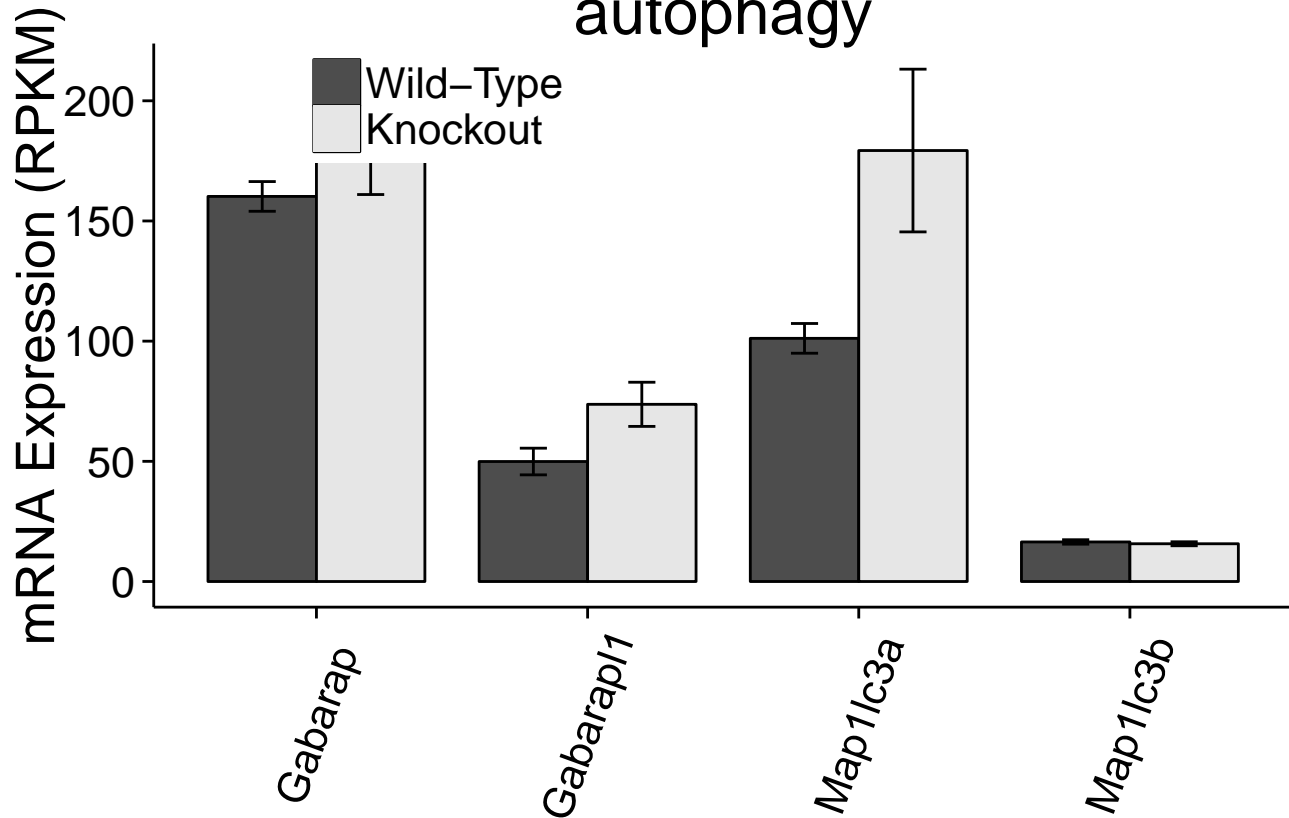 autophagy
mRNA Expression (RPKM)
Wild−Type
Knockout
200
150
100
50
0
Gabarap
Gabarapl1
Map1lc3a
Map1lc3b